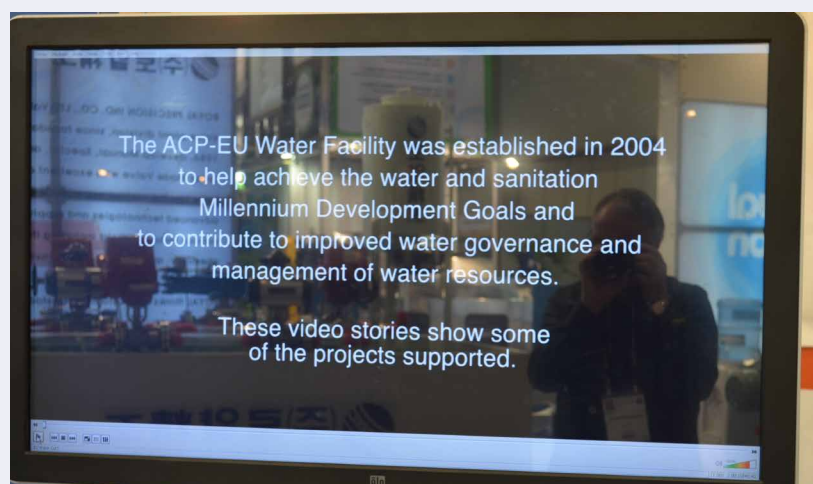 The ACP-EU Water Facility was established in 2004
to help achieve the water and sanitation
Millennium Development Goals and
to contribute to improved water governance and
management of water resources.
These video stories show some
of the projects supported.
elo